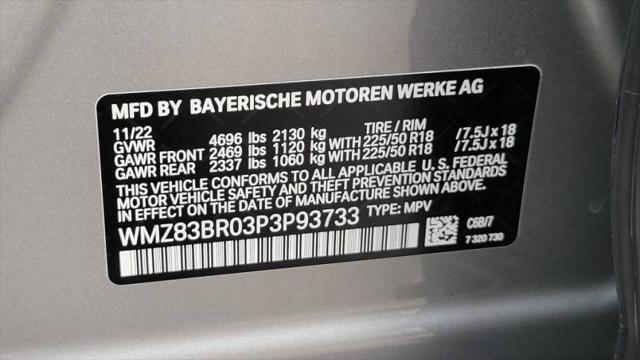 MFD BY BAYERISCHE MOTOREN WERKE AG
11/22 TIRE / RIM
GVWR 4696 lbs 2130 kg
GAWR FRONT 2469 lbs 1120 kg WITH 225/50 R18 /7.5J x 18
GAWR REAR 2337 lbs 1060 kg WITH 225/50 R18 /7.5J x 18
THIS VEHICLE CONFORMS TO ALL APPLICABLE U. S. FEDERAL
MOTOR VEHICLE SAFETY AND THEFT PREVENTION STANDARDS
IN EFFECT ON THE DATE OF MANUFACTURE SHOWN ABOVE.
WMZ83BR03P3P93733 TYPE: MPV
C6B/7
7 320 730